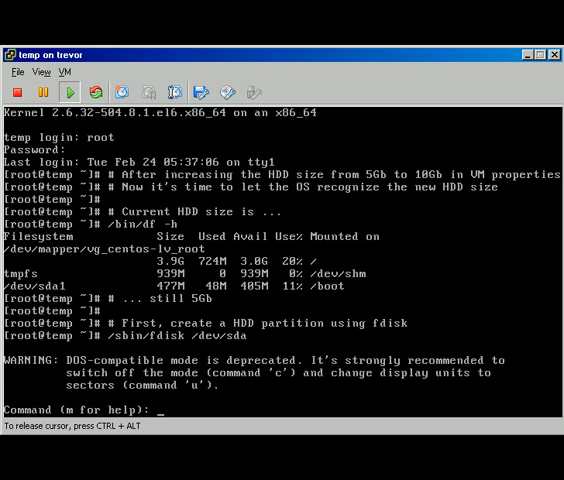 temp on trevor
File View VM
Kernel 2.6.32-504.8.1.el6.x86_64 on an x86_64
temp login: root
Password:
Last login: Tue Feb 24 05:37:06 on tty1
[root@temp ~]# # After increasing the HDD size from 5Gb to 10Gb in VM properties
[root@temp ~]# # Now it's time to let the OS recognize the new HDD size
[root@temp ~]#
[root@temp ~]# # Current HDD size is ...
[root@temp ~]# /bin/df -h
Filesystem Size Used Avail Use% Mounted on
/dev/mapper/vg_centos-lv_root
3.9G 724M 3.0G 20% /
tmpfs 939M 0 939M 0% /dev/shm
/dev/sda1 477M 48M 405M 11% /boot
[root@temp ~]# # ... still 5Gb
[root@temp ~]#
[root@temp ~]# # First, create a HDD partition using fdisk
[root@temp ~]# /sbin/fdisk /dev/sda
WARNING: DOS-compatible mode is deprecated. It's strongly recommended to
switch off the mode (command 'c') and change display units to
sectors (command 'u').
Command (m for help): _
To release cursor, press CTRL + ALT